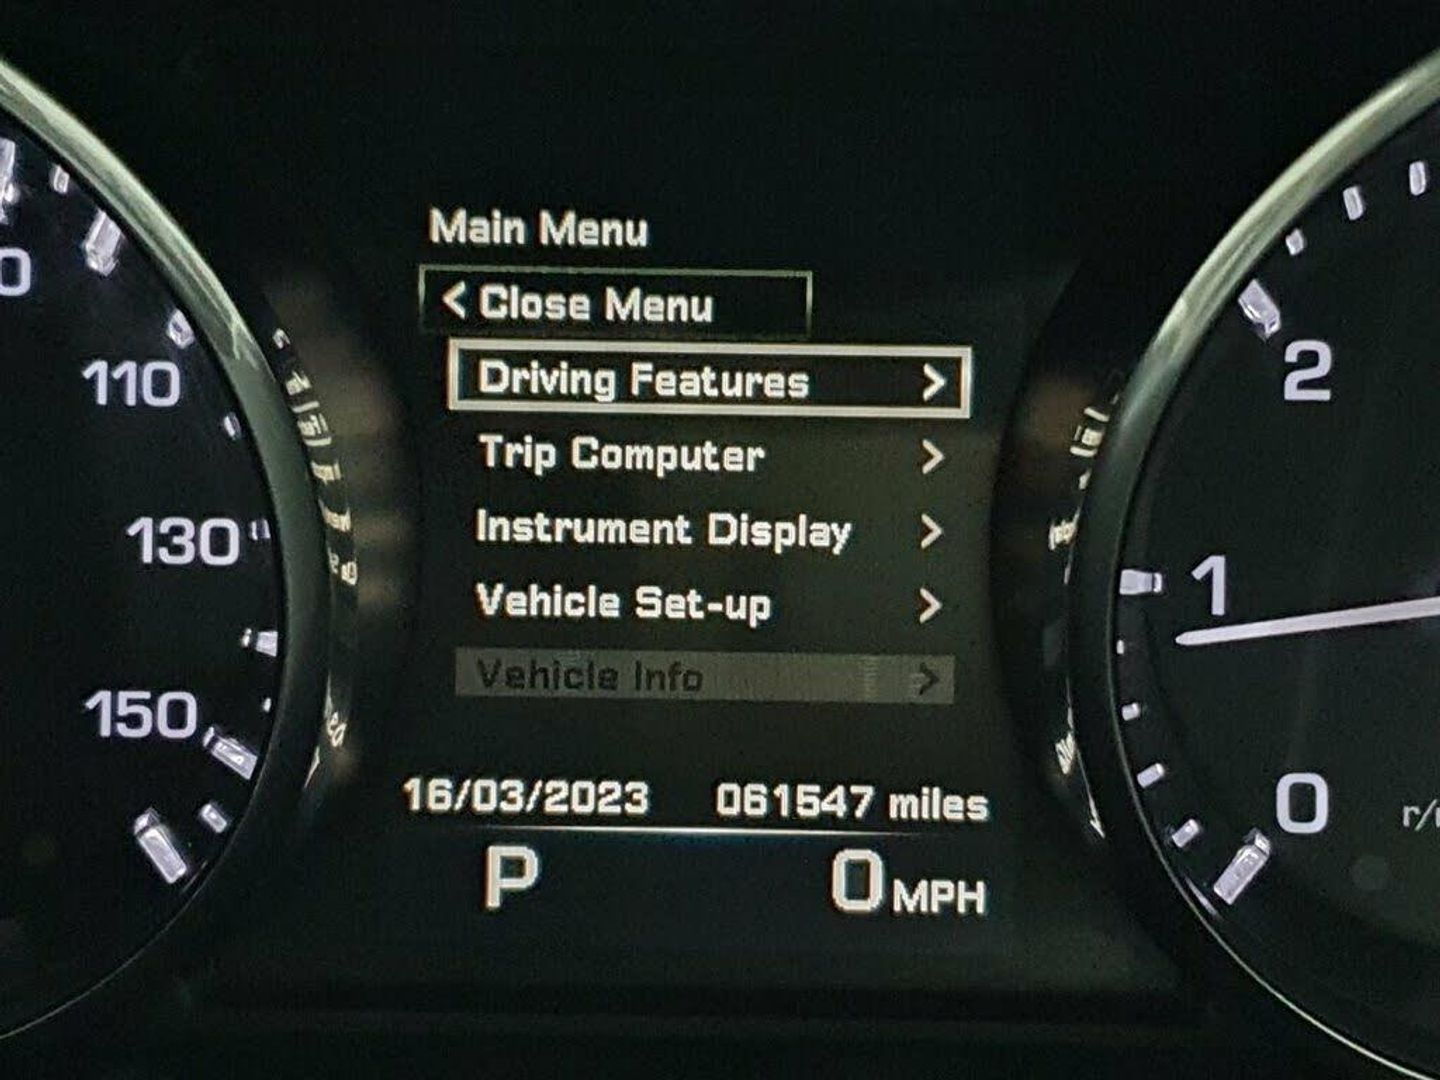 Main Menu
< Close Menu
Driving Features >
Trip Computer >
Instrument Display >
Vehicle Set-up >
Vehicle Info >
16/03/2023 061547 miles
P 0 MPH
110
130
150
2
1
0